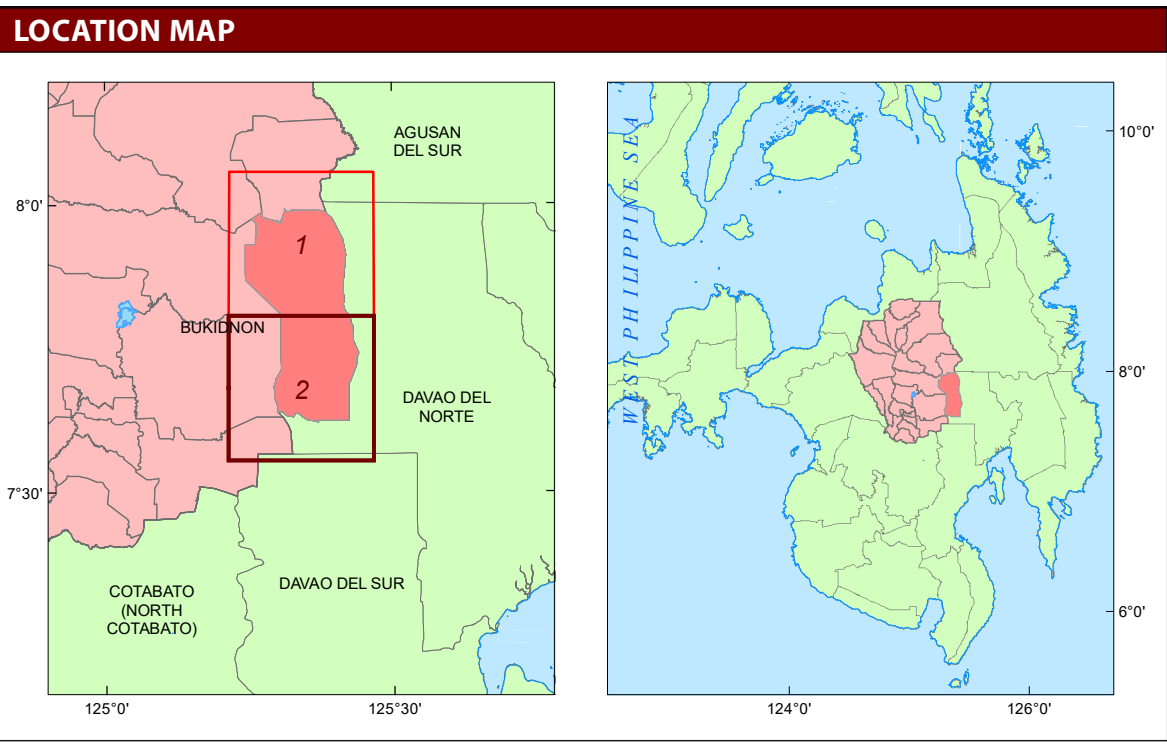 LOCATION MAP
AGUSAN
DEL SUR
8°0'
1
BUKIDNON
2
DAVAO DEL
NORTE
7°30'
COTABATO
(NORTH
COTABATO)
DAVAO DEL SUR
125°0'
125°30'
WEST PHILIPPINE SEA
10°0'
8°0'
6°0'
124°0'
126°0'